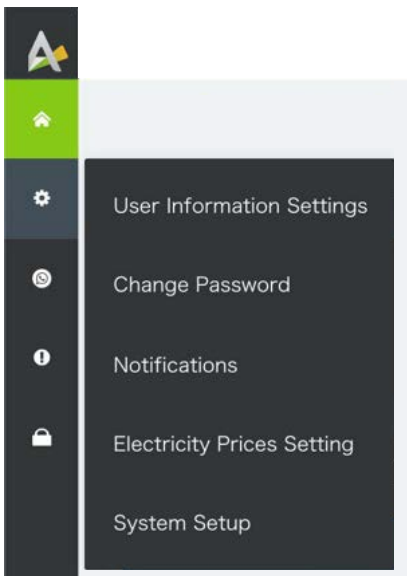 User Information Settings
Change Password
Notifications
Electricity Prices Setting
System Setup